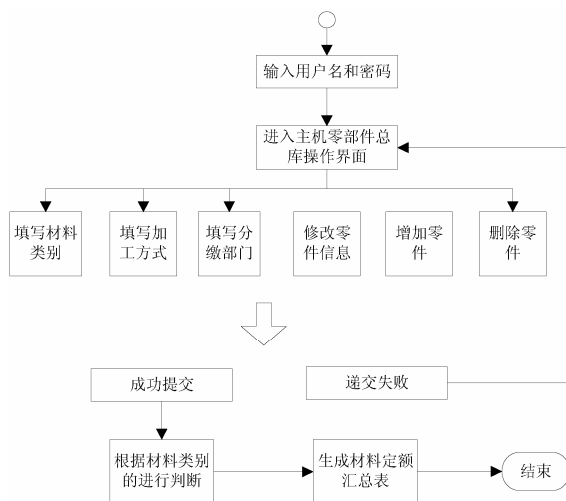 输入用户名和密码
进入主机零部件总
库操作界面
填写材料
类别
填写加
工方式
填写分
缴部门
修改零
件信息
增加零
件
删除零
件
成功提交
递交失败
根据材料类别
的进行判断
生成材料定额
汇总表
结束